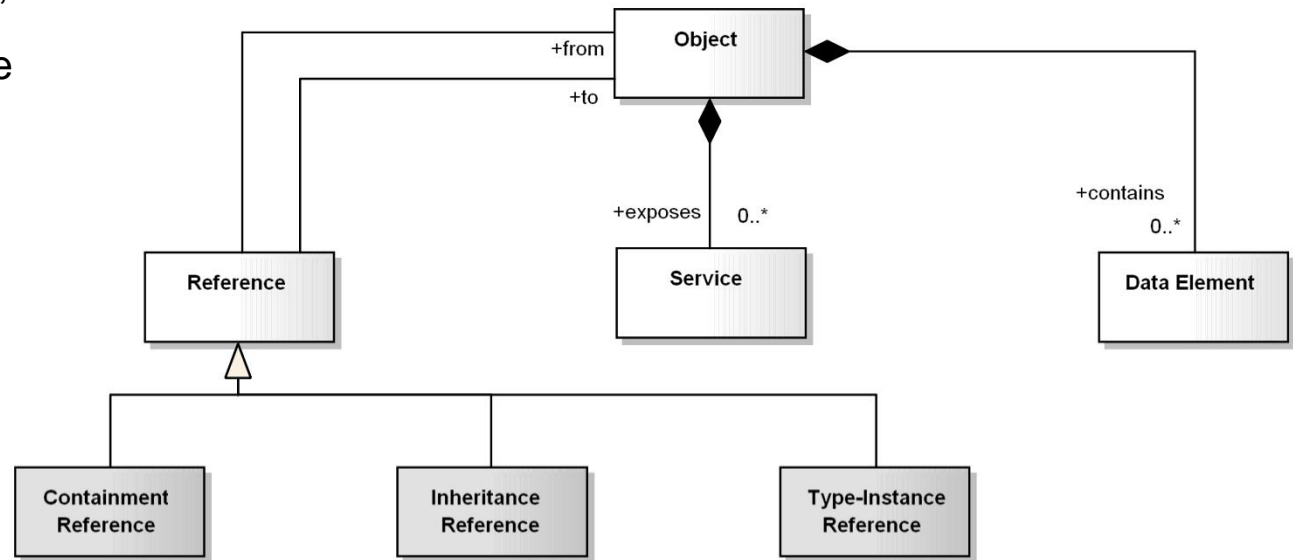 ,
e
Object
+from
+to
+contains
+exposes 0..*
0..*
Reference
Service
Data Element
Containment
Reference
Inheritance
Reference
Type-Instance
Reference